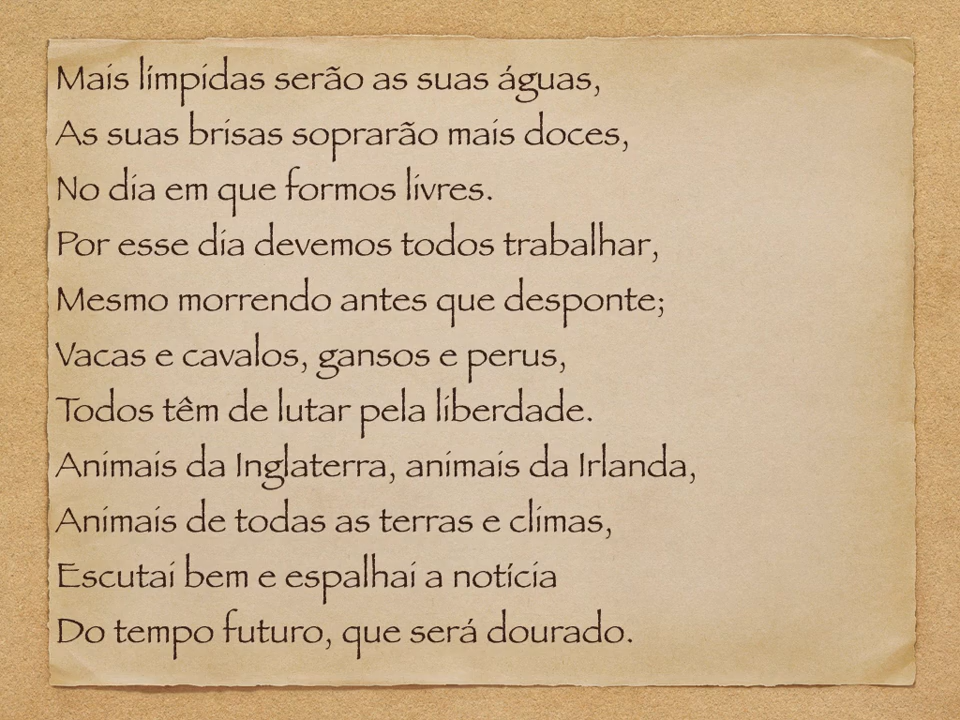 Mais límpidas serão as suas águas,
As suas brisas soprarão mais doces,
No dia em que formos livres.
Por esse dia devemos todos trabalhar,
Mesmo morrendo antes que desponte;
Vacas e cavalos, gansos e perus,
Todos têm de lutar pela liberdade.
Animais da Inglaterra, animais da Irlanda,
Animais de todas as terras e climas,
Escutai bem e espalhai a notícia
Do tempo futuro, que será dourado.